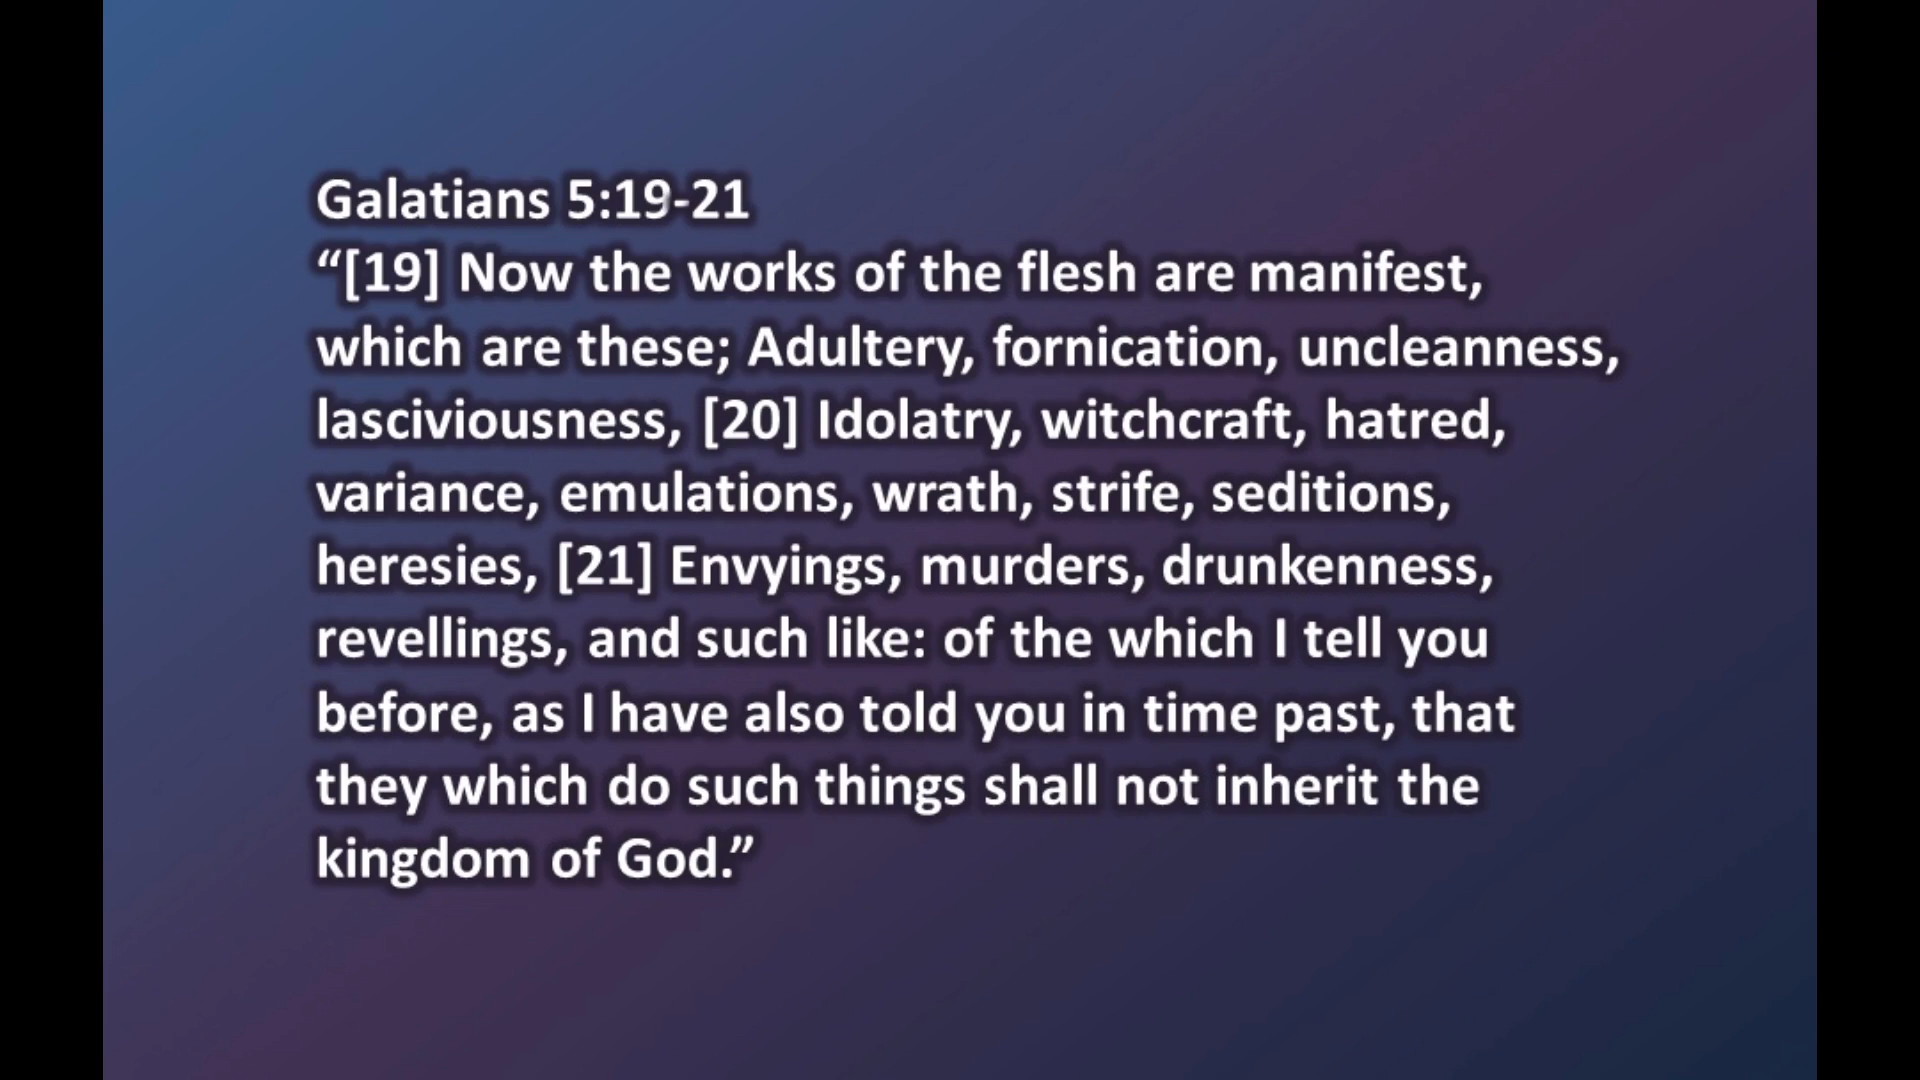 Galatians 5:19-21
“[19] Now the works of the flesh are manifest,
which are these; Adultery, fornication, uncleanness,
lasciviousness, [20] Idolatry, witchcraft, hatred,
variance, emulations, wrath, strife, seditions,
heresies, [21] Envyings, murders, drunkenness,
revellings, and such like: of the which I tell you
before, as I have also told you in time past, that
they which do such things shall not inherit the
kingdom of God.”